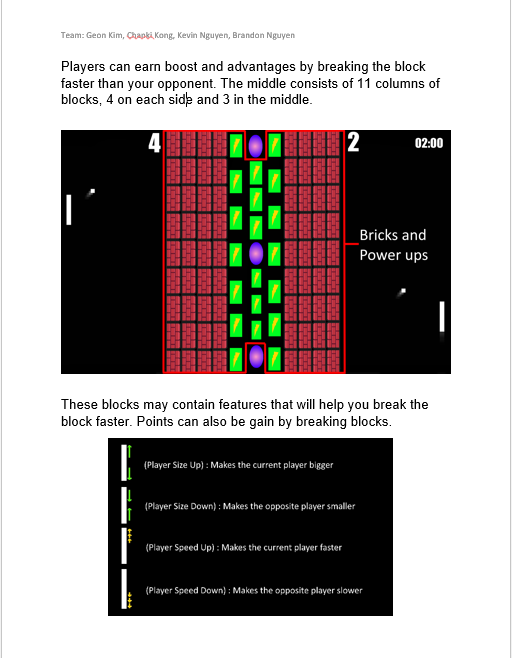 Team: Geon Kim, Chanki Kong, Kevin Nguyen, Brandon Nguyen
Players can earn boost and advantages by breaking the block
faster than your opponent. The middle consists of 11 columns of
blocks, 4 on each side and 3 in the middle.
4
2
02:00
Bricks and
Power ups
These blocks may contain features that will help you break the
block faster. Points can also be gain by breaking blocks.
(Player Size Up) : Makes the current player bigger
(Player Size Down) : Makes the opposite player smaller
(Player Speed Up) : Makes the current player faster
(Player Speed Down) : Makes the opposite player slower